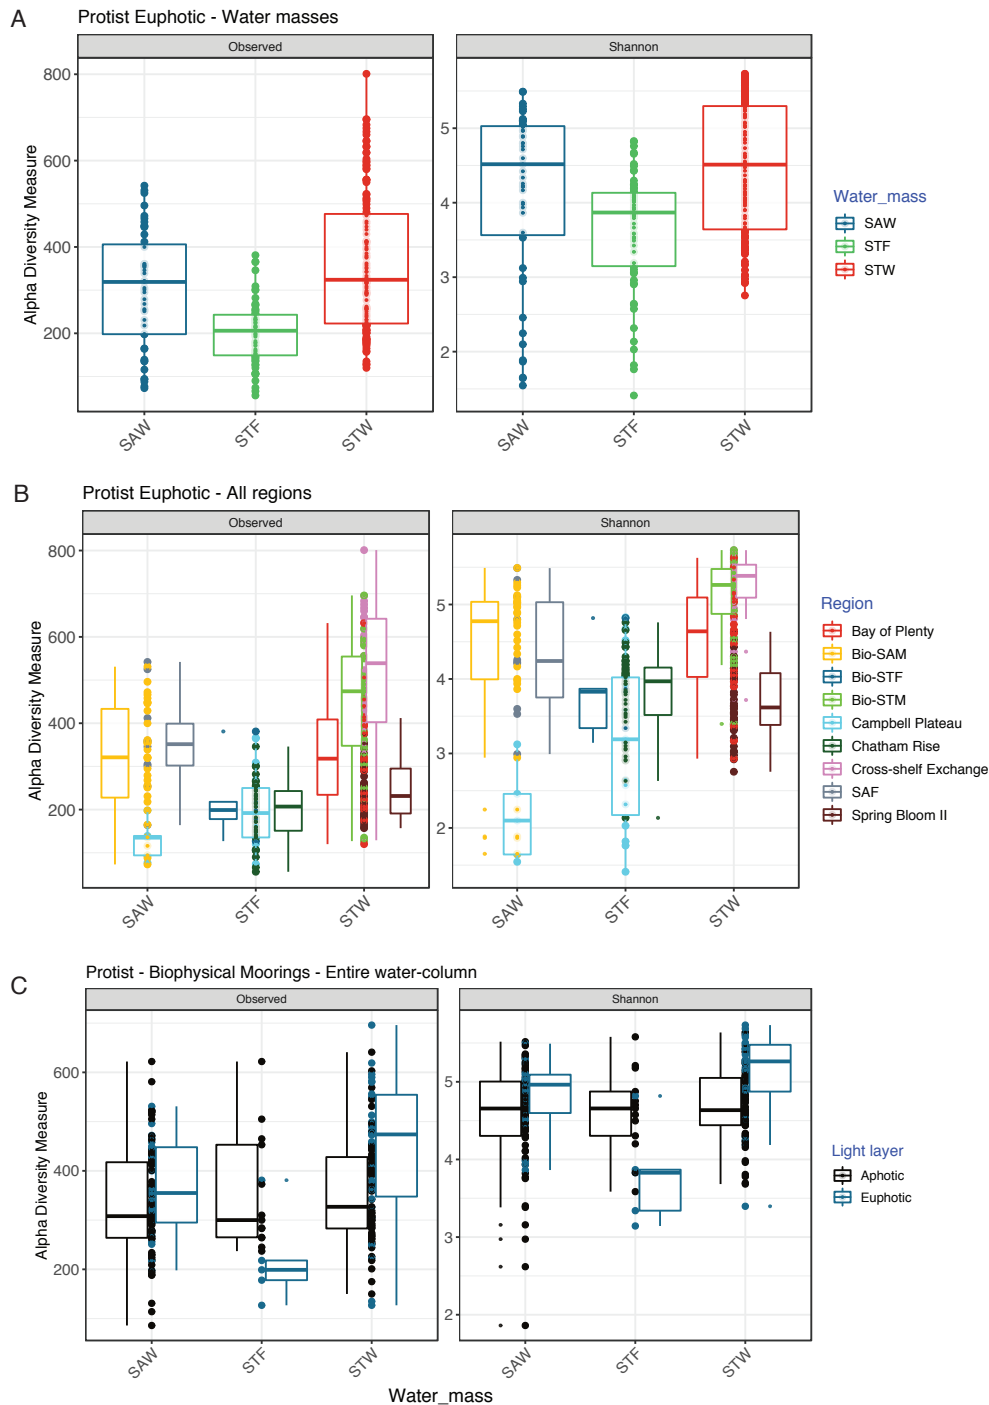 A
Protist Euphotic - Water masses
Observed
Shannon
Alpha Diversity Measure
800
600
400
200
5
4
3
2
SAW
STF
STW
SAW
STF
STW
Water_mass
SAW
STF
STW
B
Protist Euphotic - All regions
Observed
Shannon
Alpha Diversity Measure
800
600
400
200
5
4
3
2
SAW
STF
STW
SAW
STF
STW
Region
Bay of Plenty
Bio-SAM
Bio-STF
Bio-STM
Campbell Plateau
Chatham Rise
Cross-shelf Exchange
SAF
Spring Bloom II
C
Protist - Biophysical Moorings - Entire water-column
Observed
Shannon
Alpha Diversity Measure
600
400
200
5
4
3
2
SAW
STF
STW
SAW
STF
STW
Water_mass
Light layer
Aphotic
Euphotic